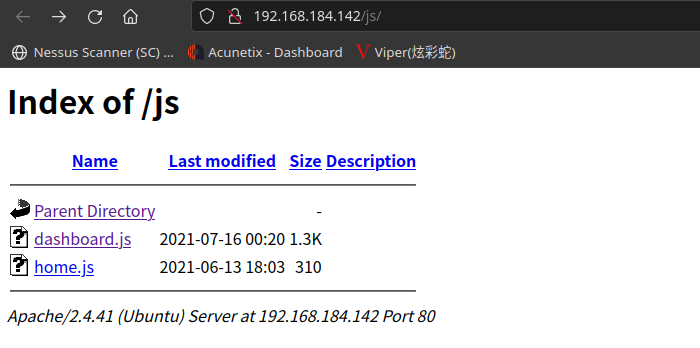 192.168.184.142/js/
Nessus Scanner (SC) ... Acunetix - Dashboard Viper(炫彩蛇)
Index of /js
Name Last modified Size Description
Parent Directory -
dashboard.js 2021-07-16 00:20 1.3K
home.js 2021-06-13 18:03 310
Apache/2.4.41 (Ubuntu) Server at 192.168.184.142 Port 80